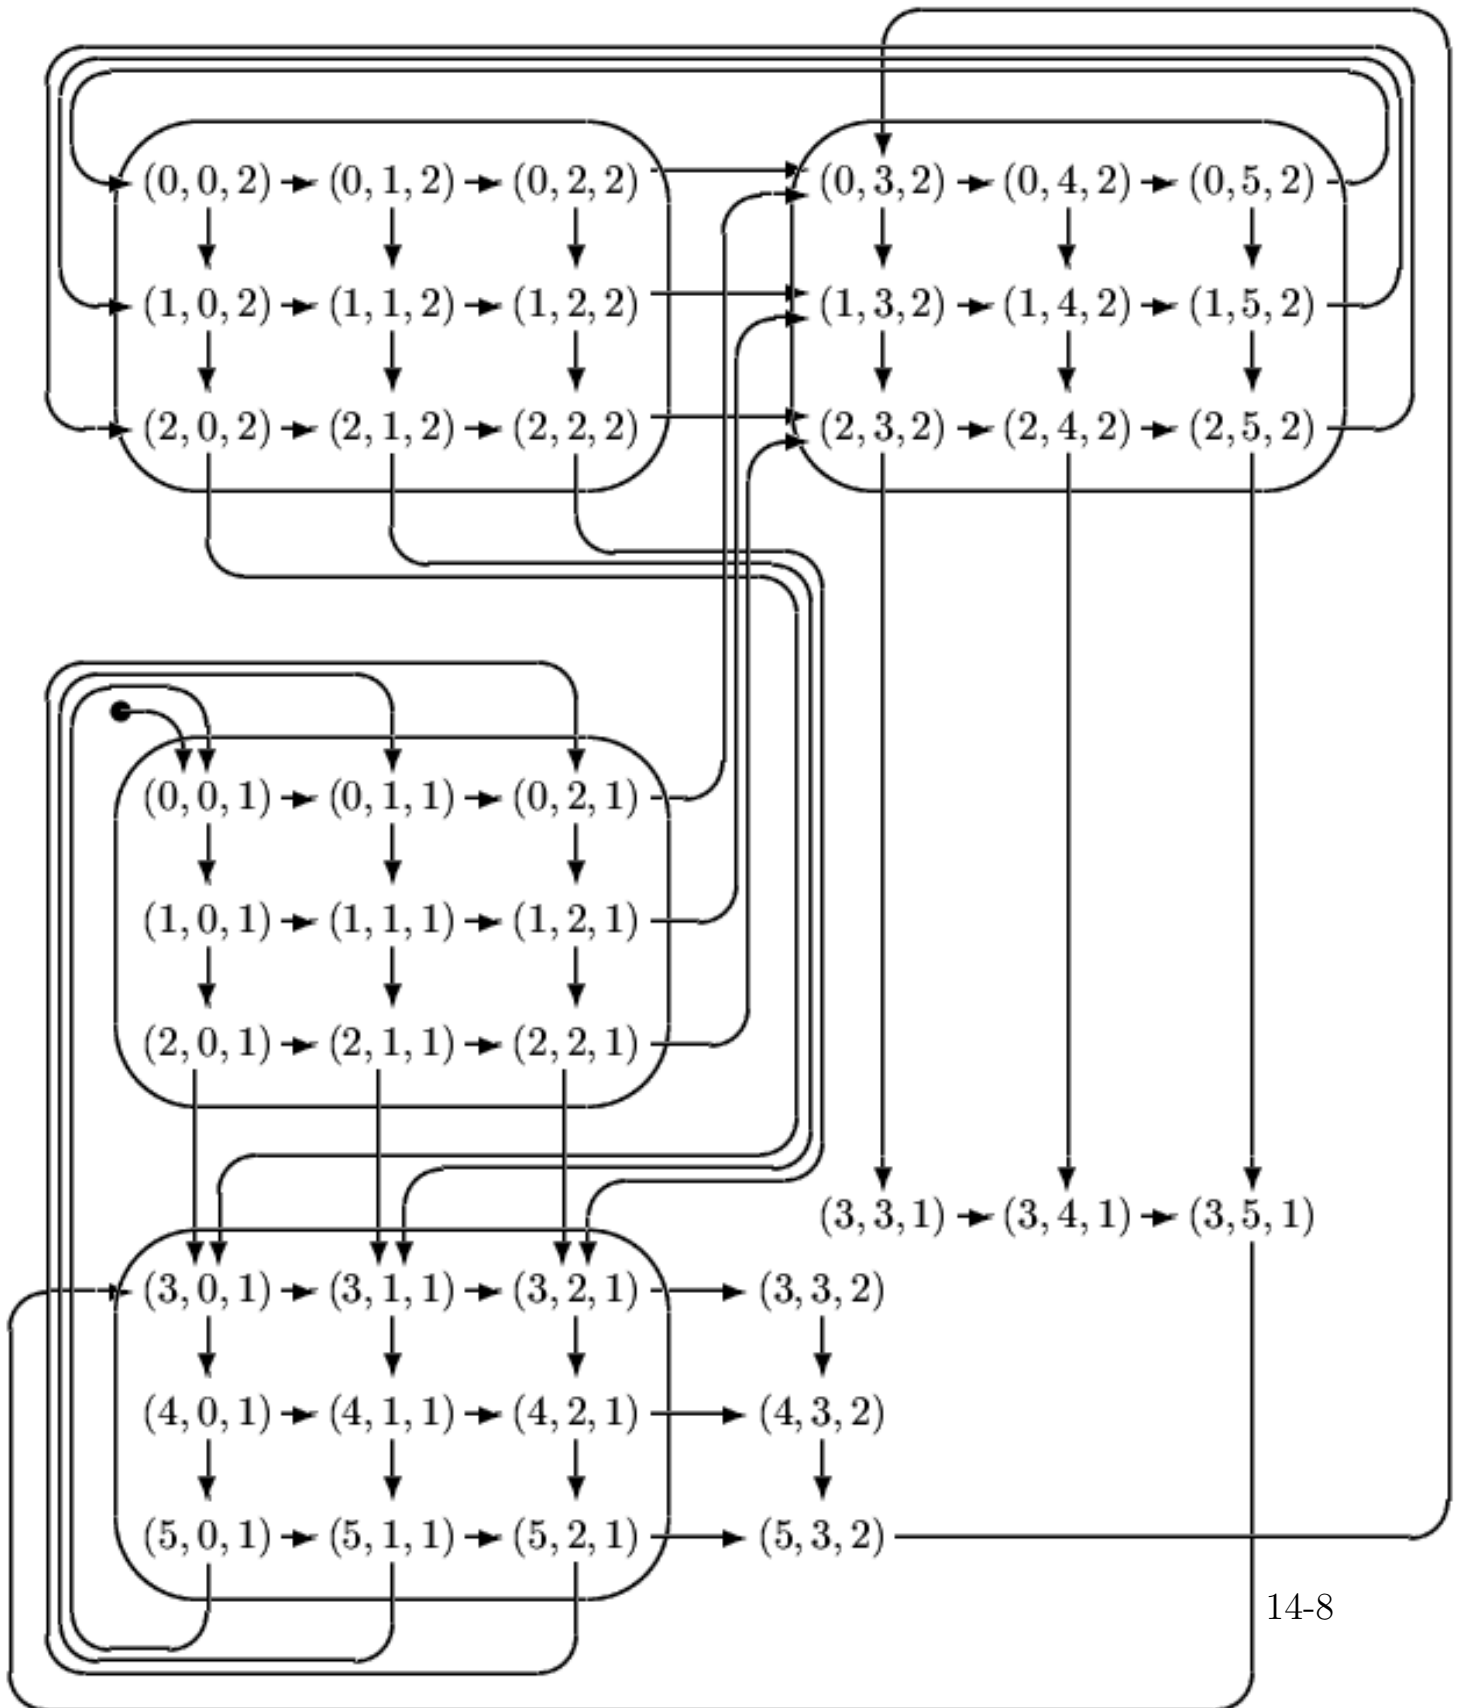 (0,0,2) (0,1,2) (0,2,2) (0,3,2) (0,4,2) (0,5,2)
(1,0,2) (1,1,2) (1,2,2) (1,3,2) (1,4,2) (1,5,2)
(2,0,2) (2,1,2) (2,2,2) (2,3,2) (2,4,2) (2,5,2)
(0,0,1) (0,1,1) (0,2,1)
(1,0,1) (1,1,1) (1,2,1)
(2,0,1) (2,1,1) (2,2,1)
(3,3,1) (3,4,1) (3,5,1)
(3,0,1) (3,1,1) (3,2,1) (3,3,2)
(4,0,1) (4,1,1) (4,2,1) (4,3,2)
(5,0,1) (5,1,1) (5,2,1) (5,3,2)
14-8